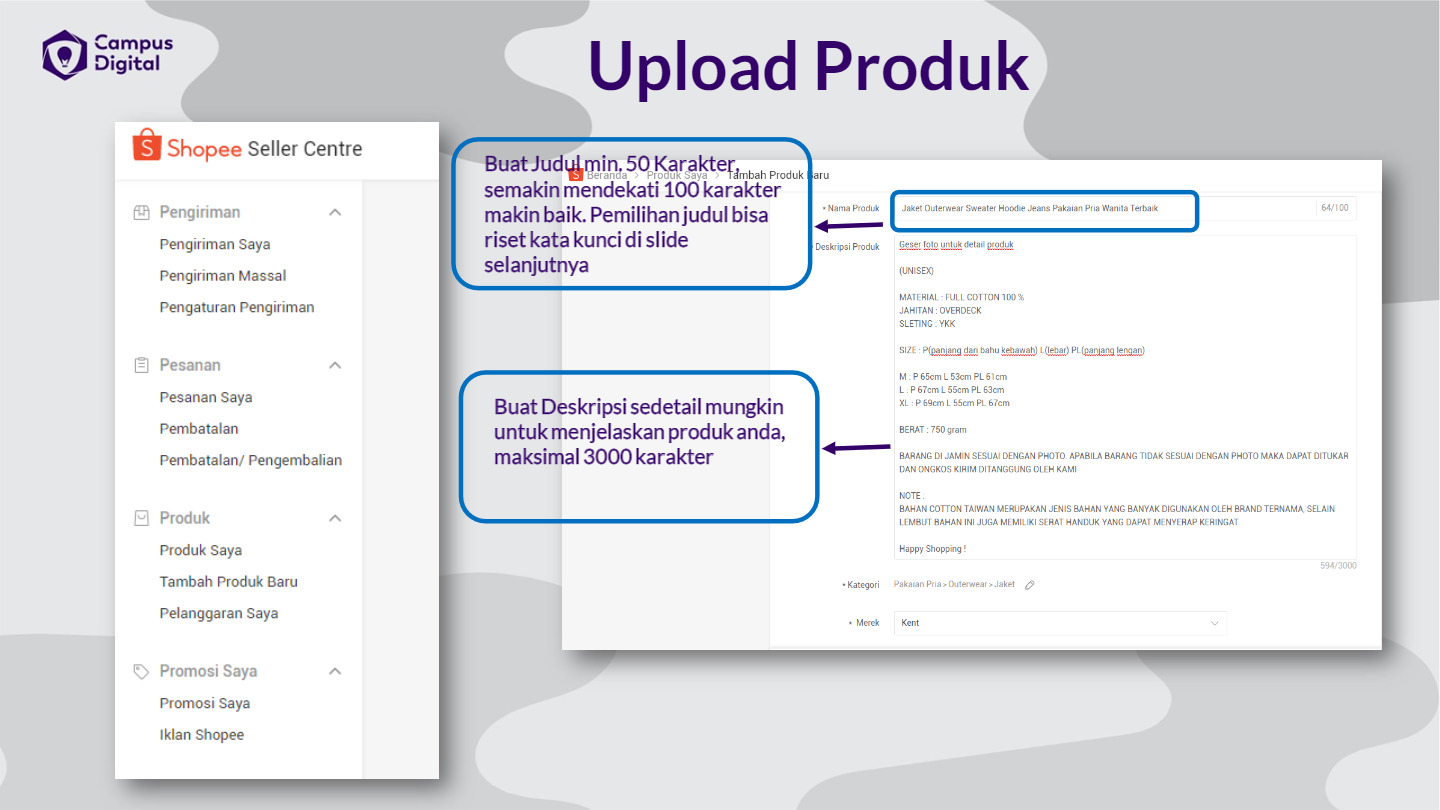 Campus
Digital
Upload Produk
Shopee Seller Centre
Pengiriman
Pengiriman Saya
Pengiriman Massal
Pengaturan Pengiriman
Pesanan
Pesanan Saya
Pembatalan
Pembatalan/ Pengembalian
Produk
Produk Saya
Tambah Produk Baru
Pelanggaran Saya
Promosi Saya
Promosi Saya
Iklan Shopee
Buat Judul min. 50 Karakter,
semakin mendekati 100 karakter
makin baik. Pemilihan judul bisa
riset kata kunci di slide
selanjutnya
Buat Deskripsi sedetail mungkin
untuk menjelaskan produk anda,
maksimal 3000 karakter
Beranda > Produk Saya > Tambah Produk Baru
* Nama Produk Jaket Outerwear Sweater Hoodie Jeans Pakaian Pria Wanita Terbaik 64/100
Deskripsi Produk
Geser foto untuk detail produk
(UNISEX)
MATERIAL : FULL COTTON 100 %
JAHITAN : OVERDECK
SLETING : YKK
SIZE : P(panjang dari bahu kebawah) L(lebar) PL(panjang lengan)
M : P 65cm L 53cm PL 61cm
L : P 67cm L 55cm PL 63cm
XL : P 69cm L 55cm PL 67cm
BERAT : 750 gram
BARANG DI JAMIN SESUAI DENGAN PHOTO. APABILA BARANG TIDAK SESUAI DENGAN PHOTO MAKA DAPAT DITUKAR
DAN ONGKOS KIRIM DITANGGUNG OLEH KAMI
NOTE :
BAHAN COTTON TAIWAN MERUPAKAN JENIS BAHAN YANG BANYAK DIGUNAKAN OLEH BRAND TERNAMA, SELAIN
LEMBUT BAHAN INI JUGA MEMILIKI SERAT HANDUK YANG DAPAT MENYERAP KERINGAT
Happy Shopping !
594/3000
* Kategori Pakaian Pria > Outerwear > Jaket
* Merek Kent